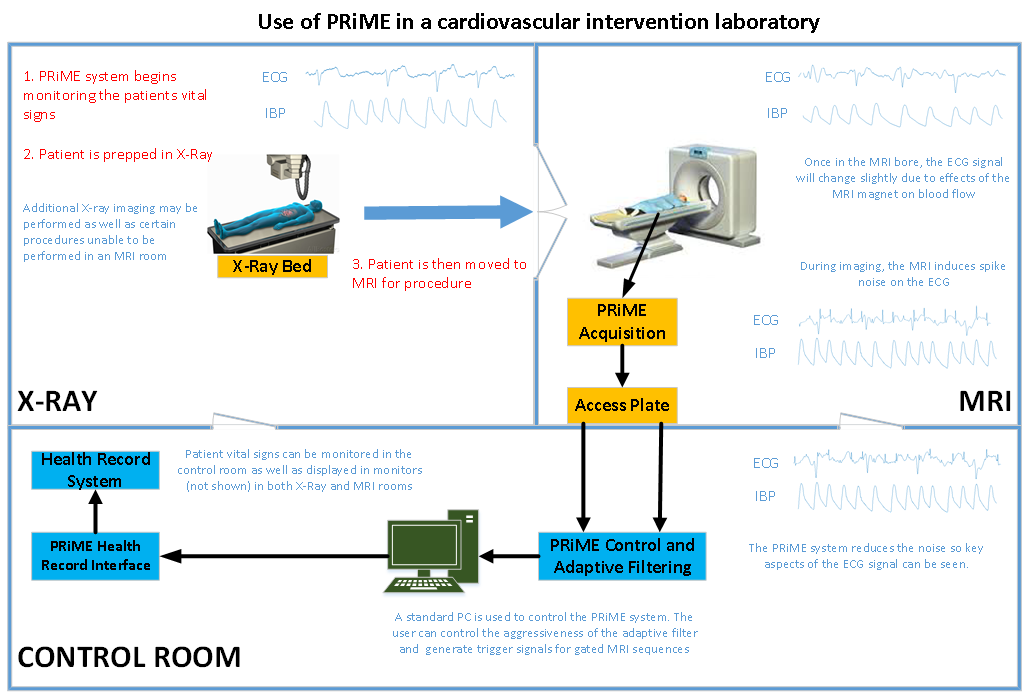 Use of PRiME in a cardiovascular intervention laboratory
1. PRiME system begins
monitoring the patients vital
signs
ECG
IBP
2. Patient is prepped in X-Ray
Additional X-ray imaging may be
performed as well as certain
procedures unable to be
performed in an MRI room
X-Ray Bed
3. Patient is then moved to
MRI for procedure
X-RAY
ECG
IBP
Once in the MRI bore, the ECG signal
will change slightly due to effects of the
MRI magnet on blood flow
During imaging, the MRI induces spike
noise on the ECG
ECG
IBP
PRiME
Acquisition
Access Plate
MRI
Health Record
System
Patient vital signs can be monitored in the
control room as well as displayed in monitors
(not shown) in both X-Ray and MRI rooms
ECG
IBP
PRiME Health
Record Interface
PRiME Control and
Adaptive Filtering
The PRiME system reduces the noise so key
aspects of the ECG signal can be seen.
A standard PC is used to control the PRiME system. The
user can control the aggressiveness of the adaptive filter
and  generate trigger signals for gated MRI sequences
CONTROL ROOM